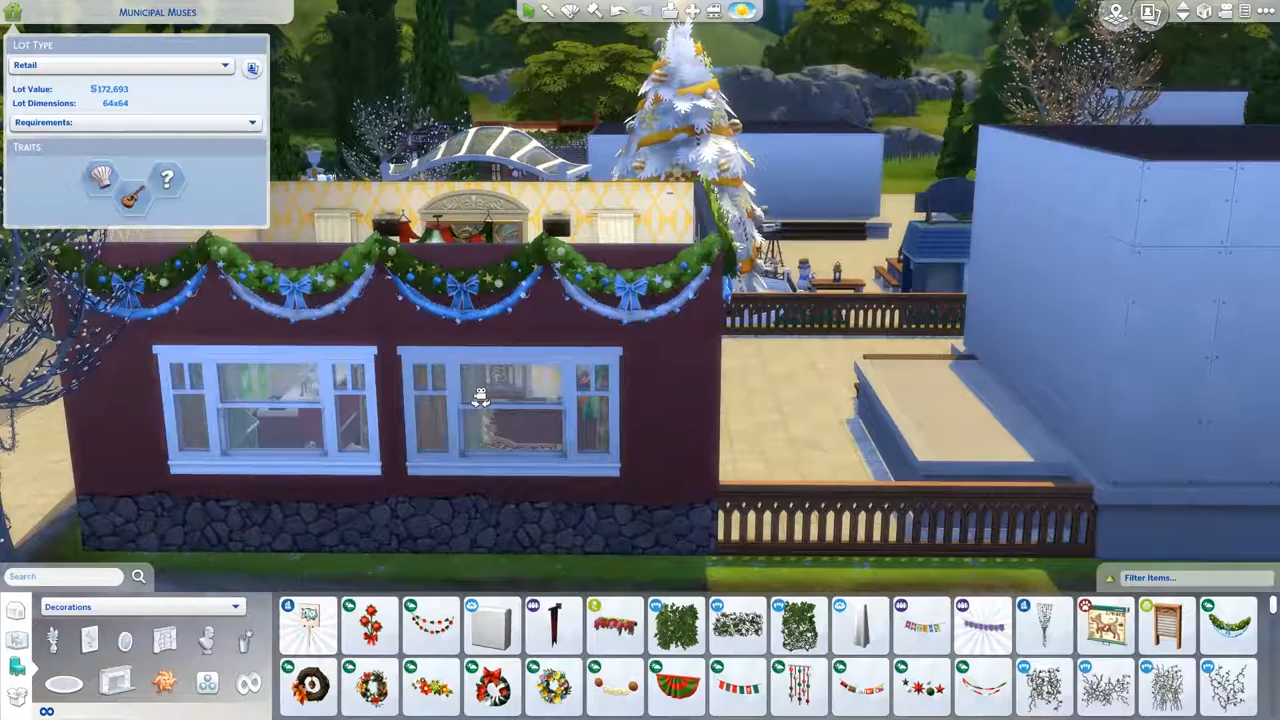 MUNICIPAL MUSES
LOT TYPE
Retail
Lot Value: §172,693
Lot Dimensions: 64x64
Requirements:
TRAITS
?
Search...
Filter Items...
Decorations